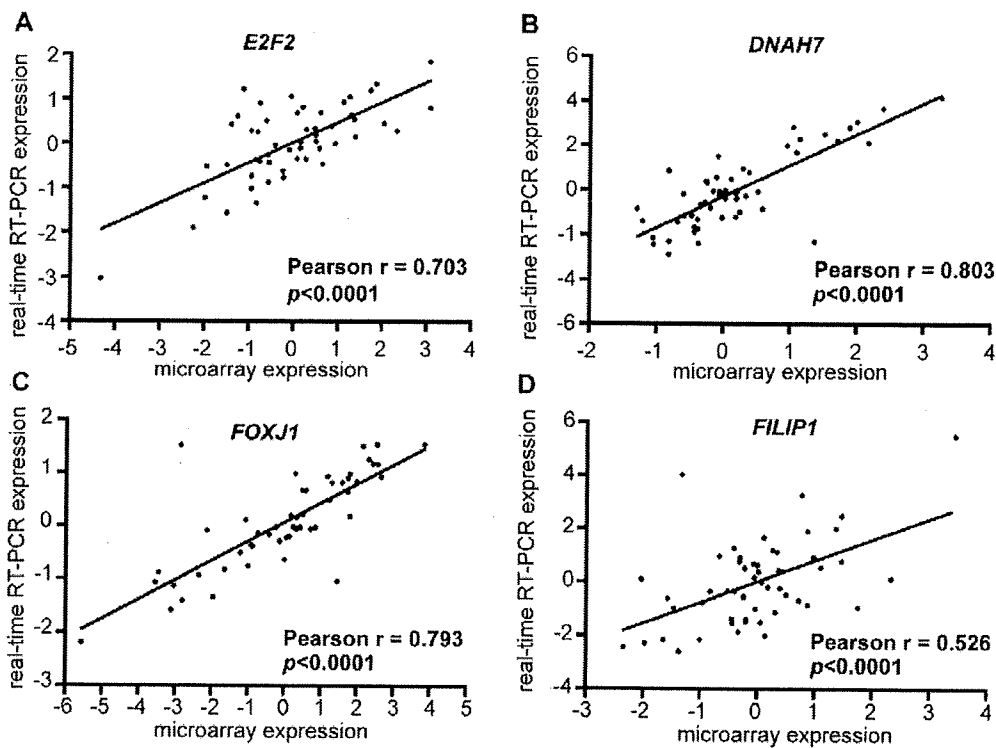 A
E2F2
real-time RT-PCR expression
2
1
0
-1
-2
-3
-4
Pearson r = 0.703
p<0.0001
-5 -4 -3 -2 -1 0 1 2 3 4
microarray expression
B
DNAH7
real-time RT-PCR expression
6
4
2
0
-1
-4
-6
Pearson r = 0.803
p<0.0001
-2 -1 0 1 2 3 4
microarray expression
C
FOXJ1
real-time RT-PCR expression
2
1
0
-1
-2
-3
Pearson r = 0.793
p<0.0001
-6 -5 -4 -3 -2 -1 0 1 2 3 4 5
microarray expression
D
FILIP1
real-time RT-PCR expression
6
4
2
0
-2
-4
Pearson r = 0.526
p<0.0001
-3 -2 -1 0 1 2 3 4
microarray expression